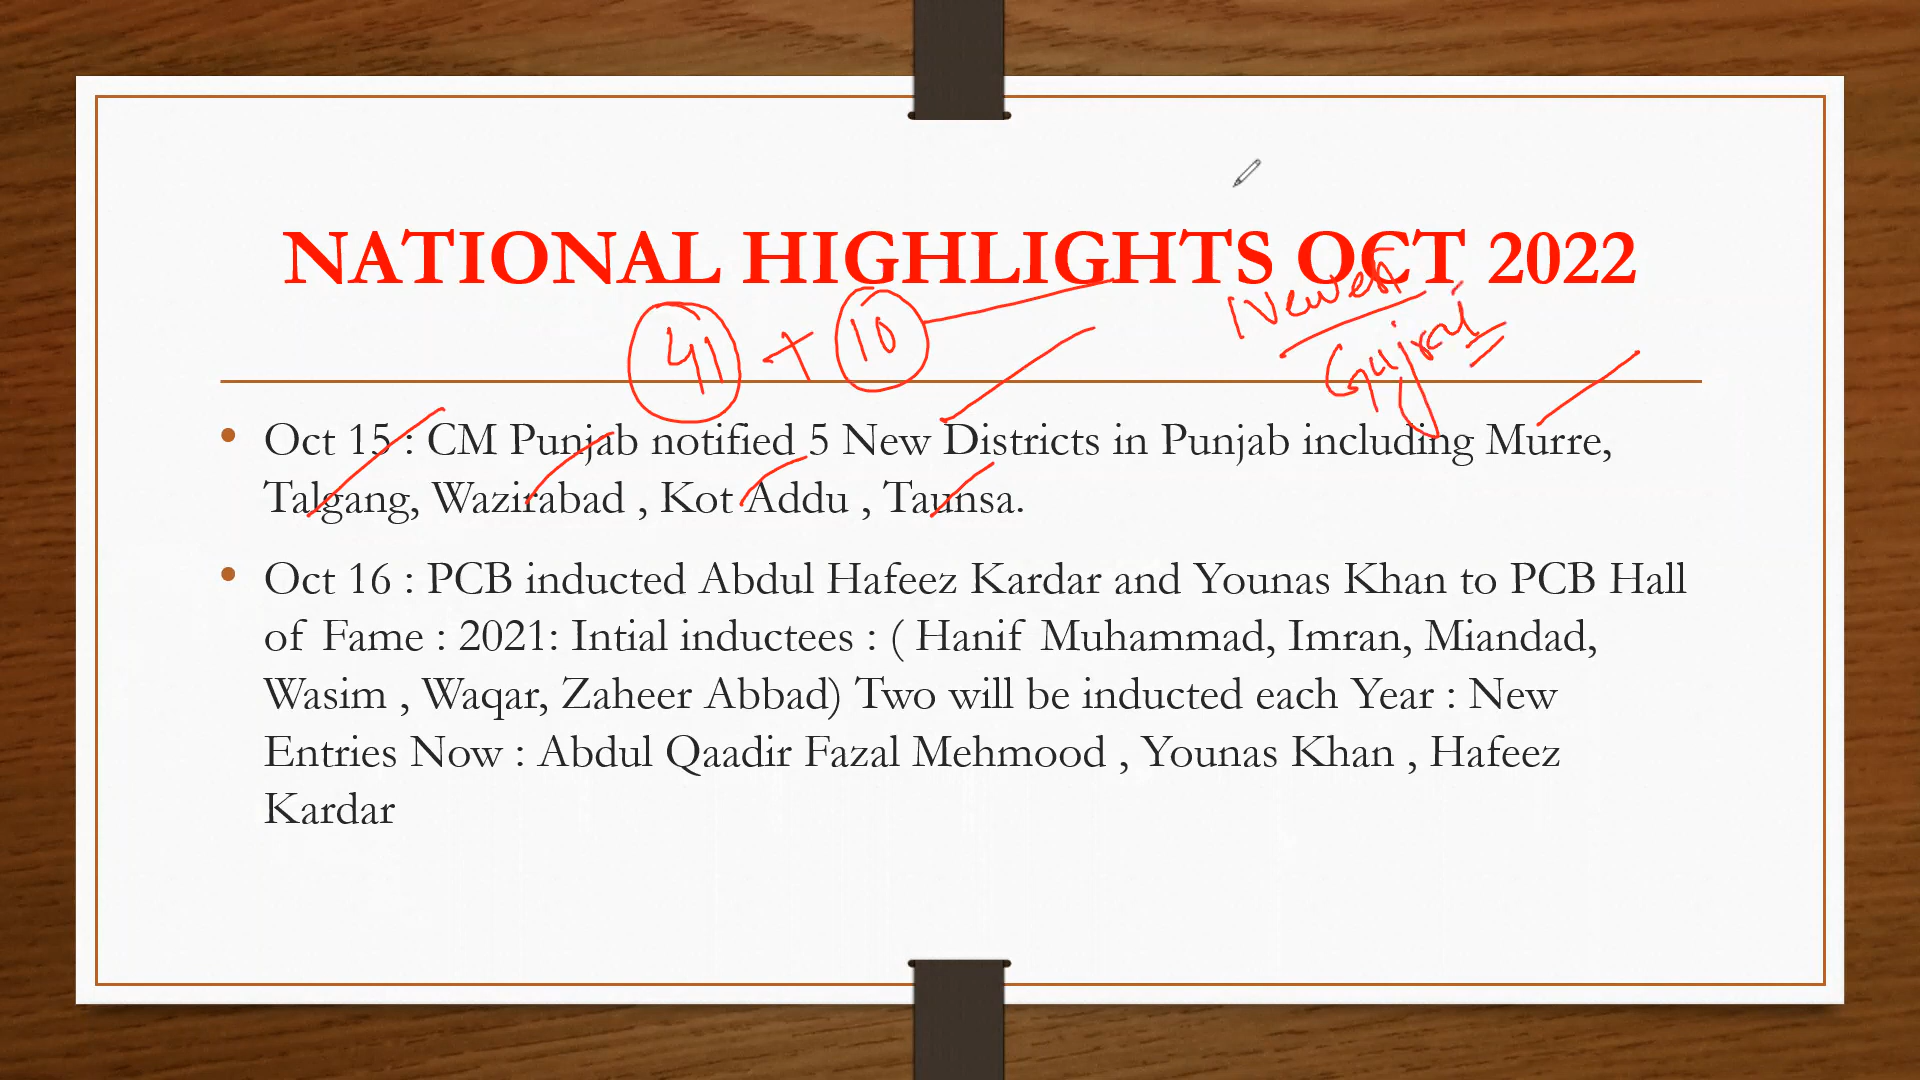 NATIONAL HIGHLIGHTS OCT 2022
Newest
41 + 10
Gujrat
• Oct 15 : CM Punjab notified 5 New Districts in Punjab including Murre,
Talgang, Wazirabad , Kot Addu , Taunsa.
• Oct 16 : PCB inducted Abdul Hafeez Kardar and Younas Khan to PCB Hall
of Fame : 2021: Intial inductees : ( Hanif Muhammad, Imran, Miandad,
Wasim , Waqar, Zaheer Abbad) Two will be inducted each Year : New
Entries Now : Abdul Qaadir Fazal Mehmood , Younas Khan , Hafeez
Kardar